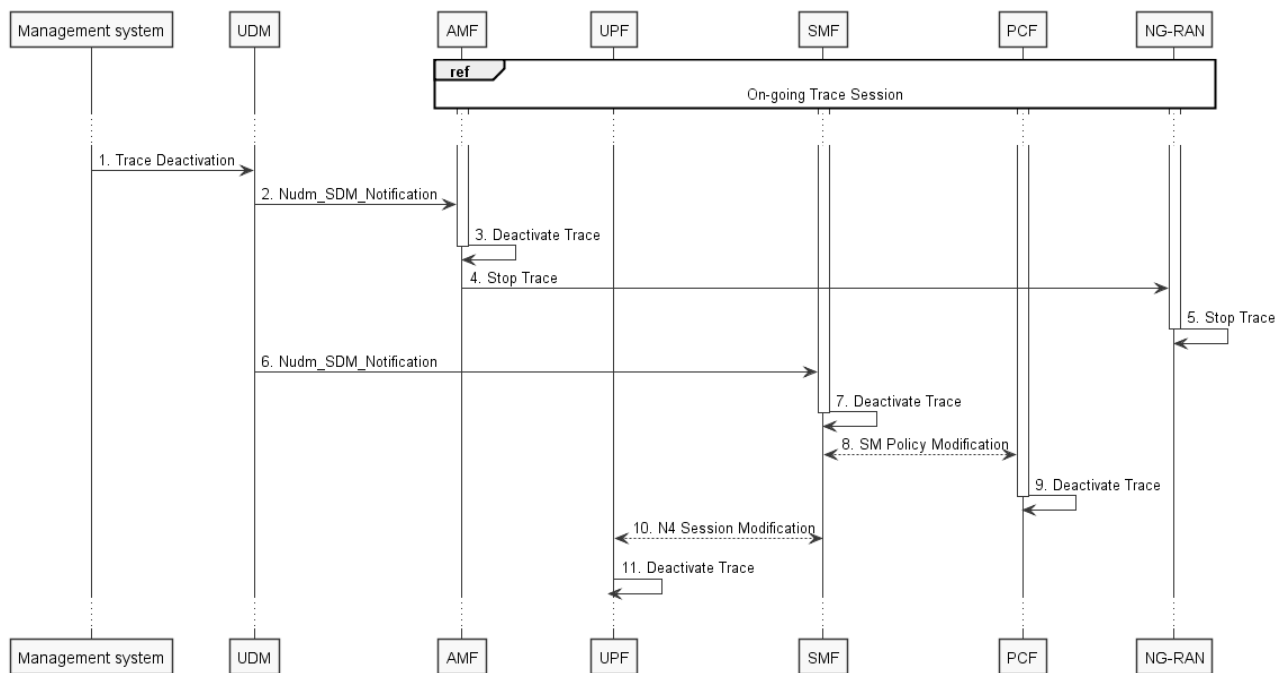 Management system UDM AMF UPF SMF PCF NG-RAN
ref
On-going Trace Session
1. Trace Deactivation
2. Nudm_SDM_Notification
3. Deactivate Trace
4. Stop Trace
5. Stop Trace
6. Nudm_SDM_Notification
7. Deactivate Trace
8. SM Policy Modification
9. Deactivate Trace
10. N4 Session Modification
11. Deactivate Trace
Management system UDM AMF UPF SMF PCF NG-RAN